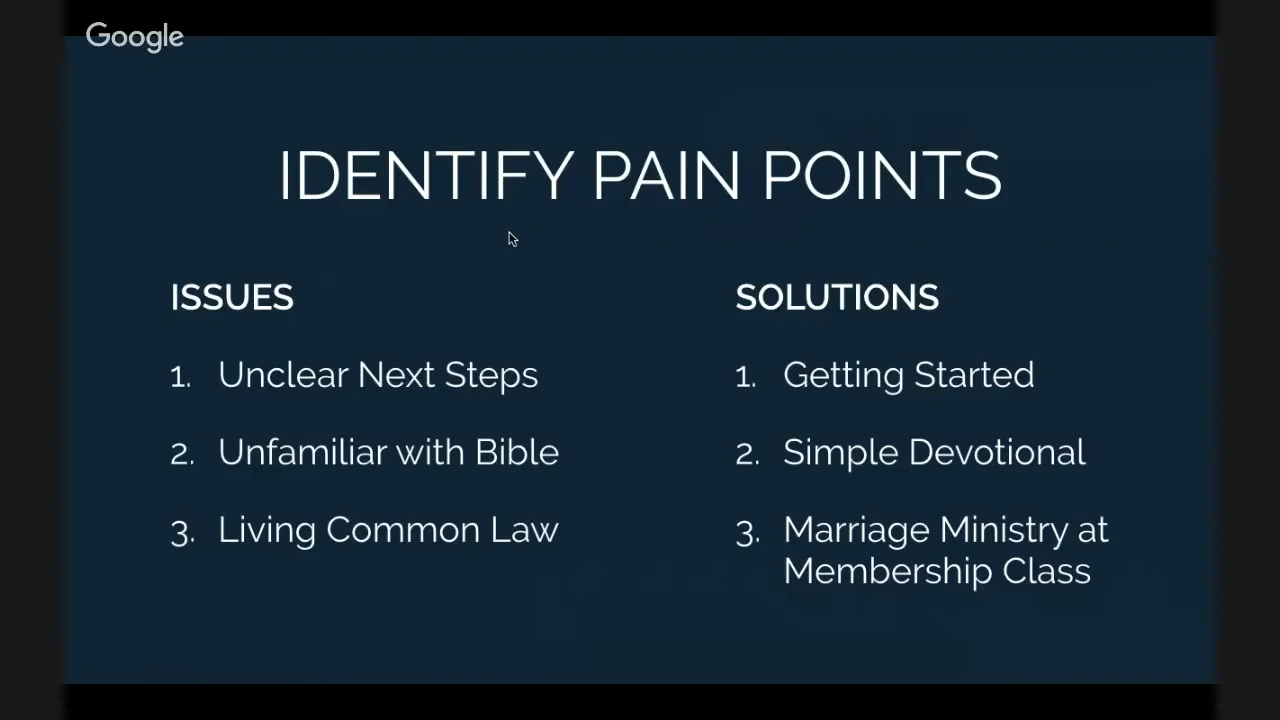 Google
IDENTIFY PAIN POINTS
ISSUES
1. Unclear Next Steps
2. Unfamiliar with Bible
3. Living Common Law
SOLUTIONS
1. Getting Started
2. Simple Devotional
3. Marriage Ministry at
Membership Class